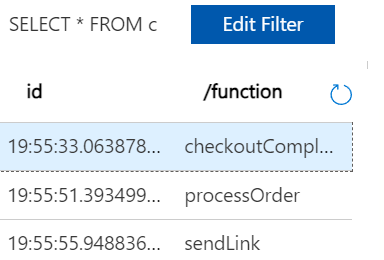 SELECT * FROM c Edit Filter
id /function
19:55:33.063878... checkoutCompl...
19:55:51.393499... processOrder
19:55:55.948836... sendLink